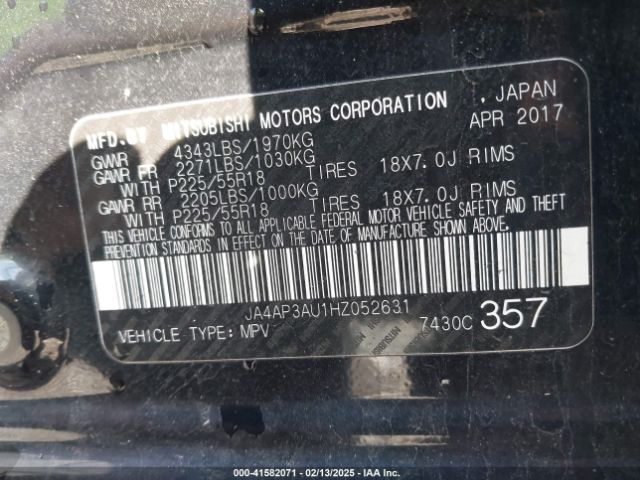 MFD.BY MITSUBISHI MOTORS CORPORATION , JAPAN
GVWR 4343LBS/1970KG APR 2017
GAWR FR 2271LBS/1030KG
WITH P225/55R18 TIRES 18X7.0J RIMS
GAWR RR 2205LBS/1000KG
WITH P225/55R18 TIRES 18X7.0J RIMS
THIS VEHICLE CONFORMS TO ALL APPLICABLE FEDERAL MOTOR VEHICLE SAFETY AND THEFT
PREVENTION STANDARDS IN EFFECT ON THE DATE OF MANUFACTURE SHOWN ABOVE.
JA4AP3AU1HZ052631
VEHICLE TYPE: MPV 7430C 357
000-41582071 - 02/13/2025 - IAA Inc.